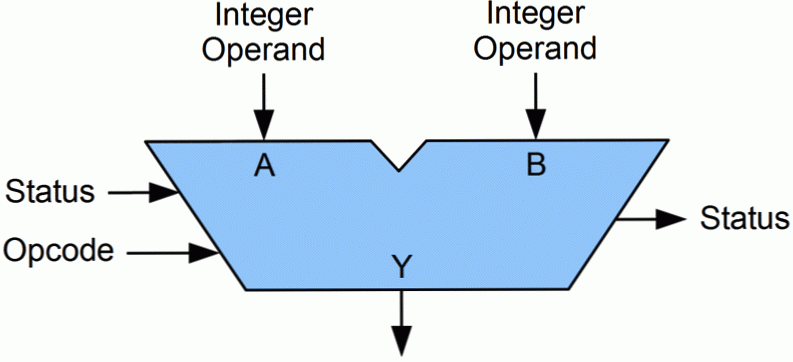 Integer
Operand
Integer
Operand
A
B
Status
Status
Opcode
Y